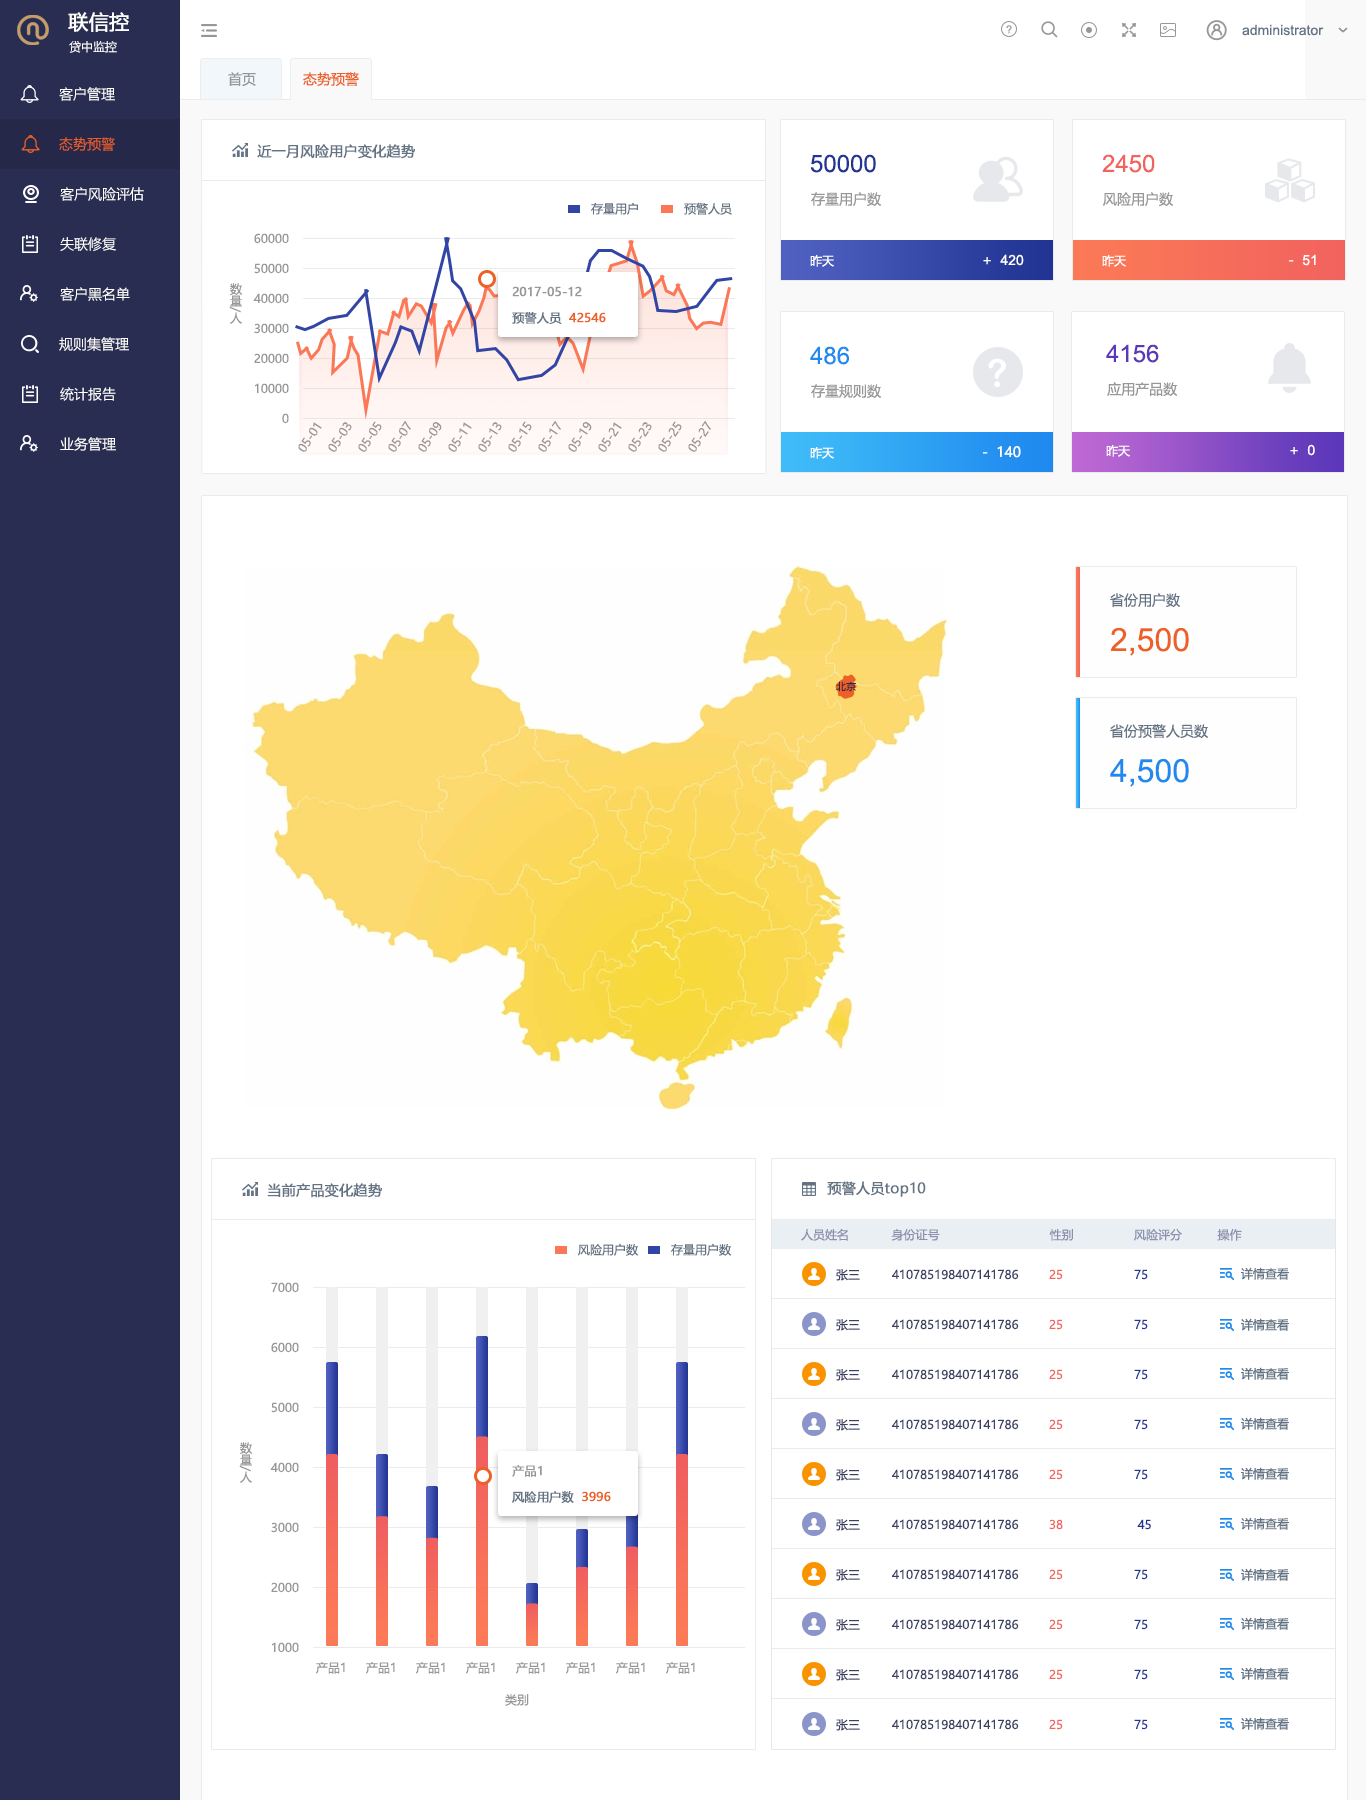 联信控
贷中监控
客户管理
态势预警
客户风险评估
失联修复
客户黑名单
规则集管理
统计报告
业务管理
administrator
首页
态势预警
近一月风险用户变化趋势
存量用户
预警人员
数量/人
60000
50000
40000
30000
20000
10000
0
05-01
05-03
05-05
05-07
05-09
05-11
05-13
05-15
05-17
05-19
05-21
05-23
05-25
05-27
2017-05-12
预警人员 42546
50000
存量用户数
昨天 + 420
2450
风险用户数
昨天 - 51
486
存量规则数
昨天 - 140
4156
应用产品数
昨天 + 0
北京
省份用户数
2,500
省份预警人员数
4,500
当前产品变化趋势
风险用户数
存量用户数
数量/人
7000
6000
5000
4000
3000
2000
1000
产品1
风险用户数 3996
产品1 产品1 产品1 产品1 产品1 产品1 产品1 产品1
类别
预警人员top10
人员姓名 身份证号 性别 风险评分 操作
张三 410785198407141786 25 75 详情查看
张三 410785198407141786 25 75 详情查看
张三 410785198407141786 25 75 详情查看
张三 410785198407141786 25 75 详情查看
张三 410785198407141786 25 75 详情查看
张三 410785198407141786 38 45 详情查看
张三 410785198407141786 25 75 详情查看
张三 410785198407141786 25 75 详情查看
张三 410785198407141786 25 75 详情查看
张三 410785198407141786 25 75 详情查看